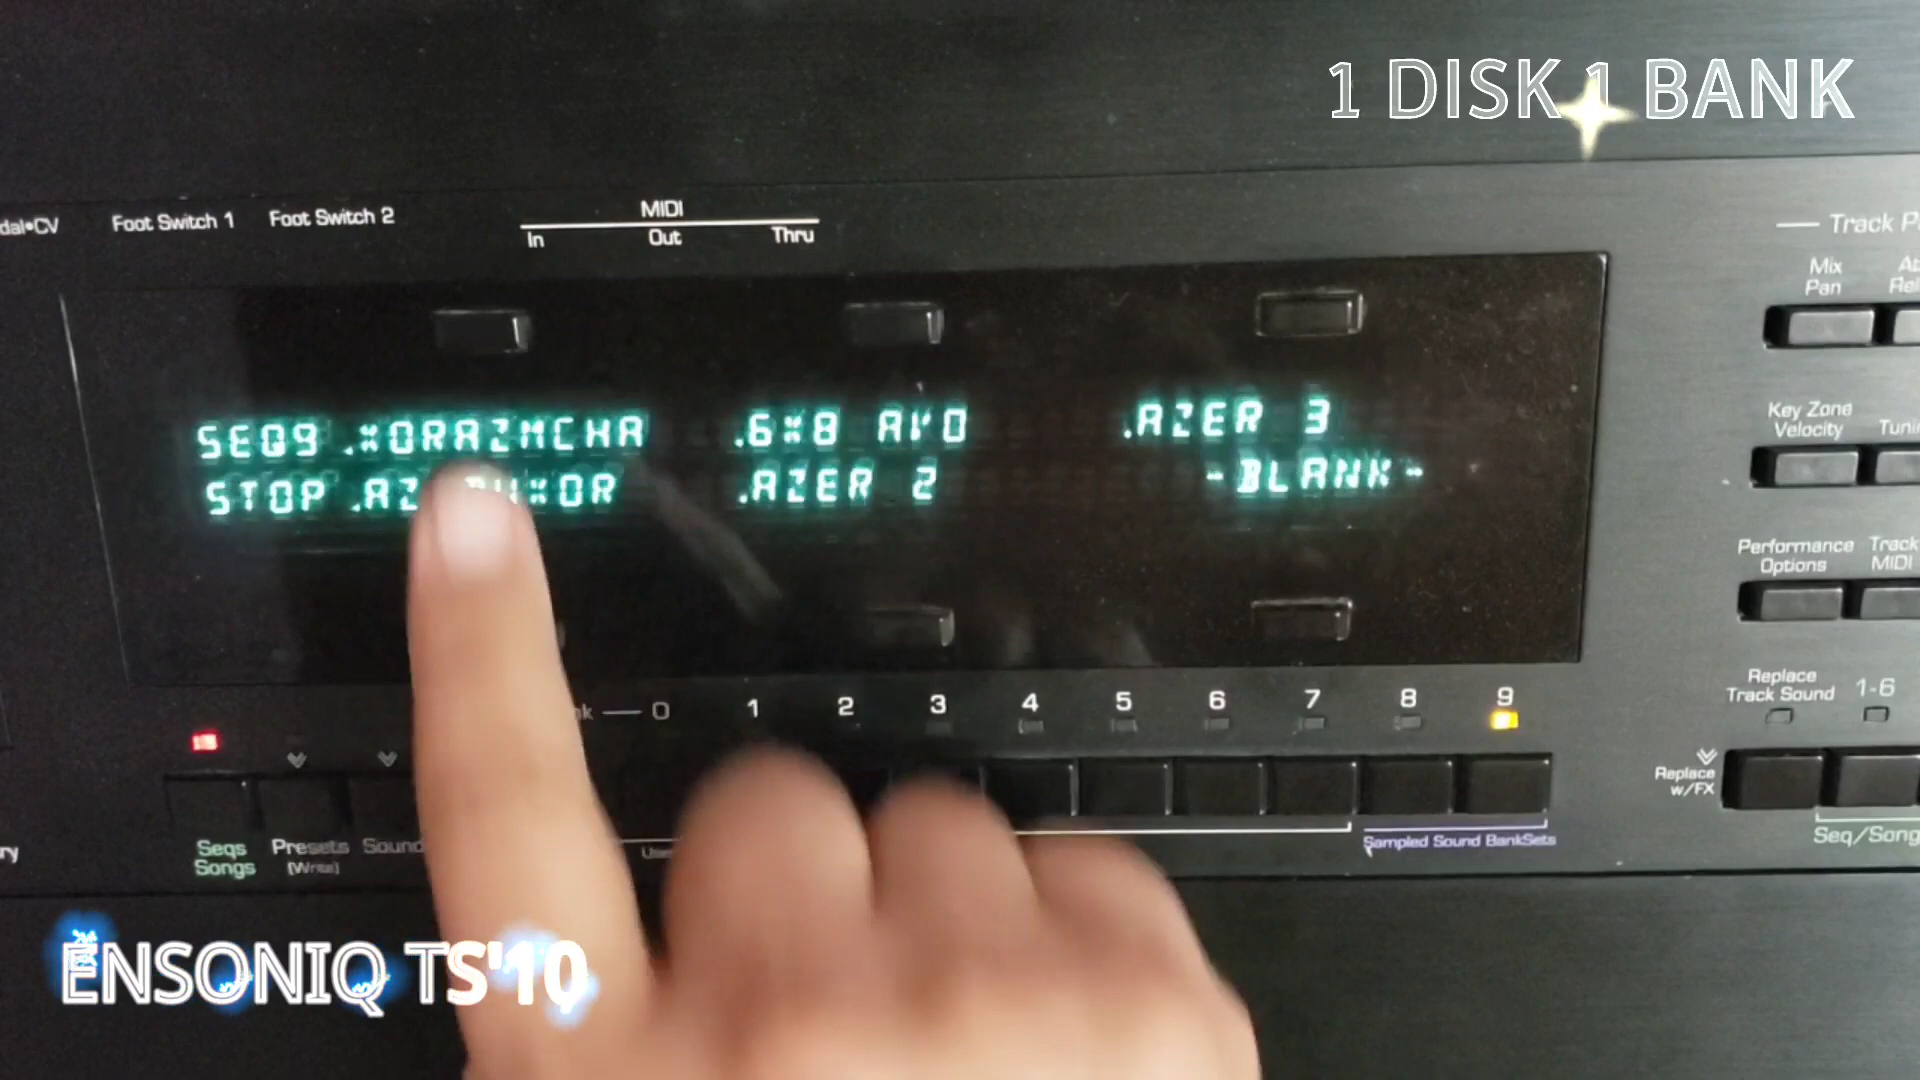 1 DISK 1 BANK
Foot Switch 1 Foot Switch 2 MIDI
In Out Thru
Track
Mix
Pan
SEQ9 .*ORAZMCHA .6*8 AVO .AZER 3
STOP .AZER 2 -BLANK-
Key Zone
Velocity
Performance
Options
Track
MIDI
Replace
Track Sound
1-6
0 1 2 3 4 5 6 7 8 9
Replace
w/FX
Seqs
Songs
Presets
(Write)
Sampled Sound BankSets
Seq/Song
ENSONIQ TS'10